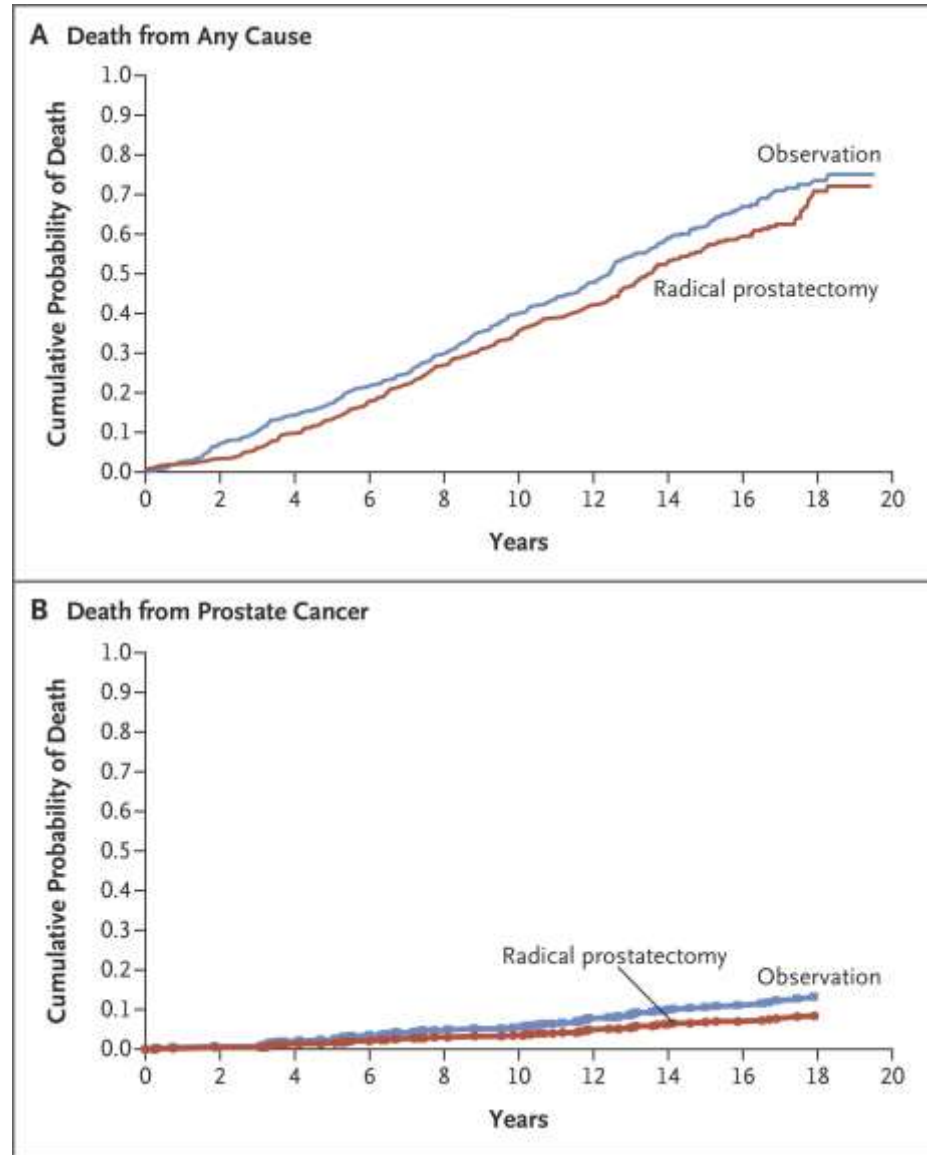 A Death from Any Cause
Cumulative Probability of Death
1.0
0.9
0.8
0.7
0.6
0.5
0.4
0.3
0.2
0.1
0.0
Observation
Radical prostatectomy
0 2 4 6 8 10 12 14 16 18 20
Years
B Death from Prostate Cancer
Cumulative Probability of Death
1.0
0.9
0.8
0.7
0.6
0.5
0.4
0.3
0.2
0.1
0.0
Radical prostatectomy
Observation
0 2 4 6 8 10 12 14 16 18 20
Years